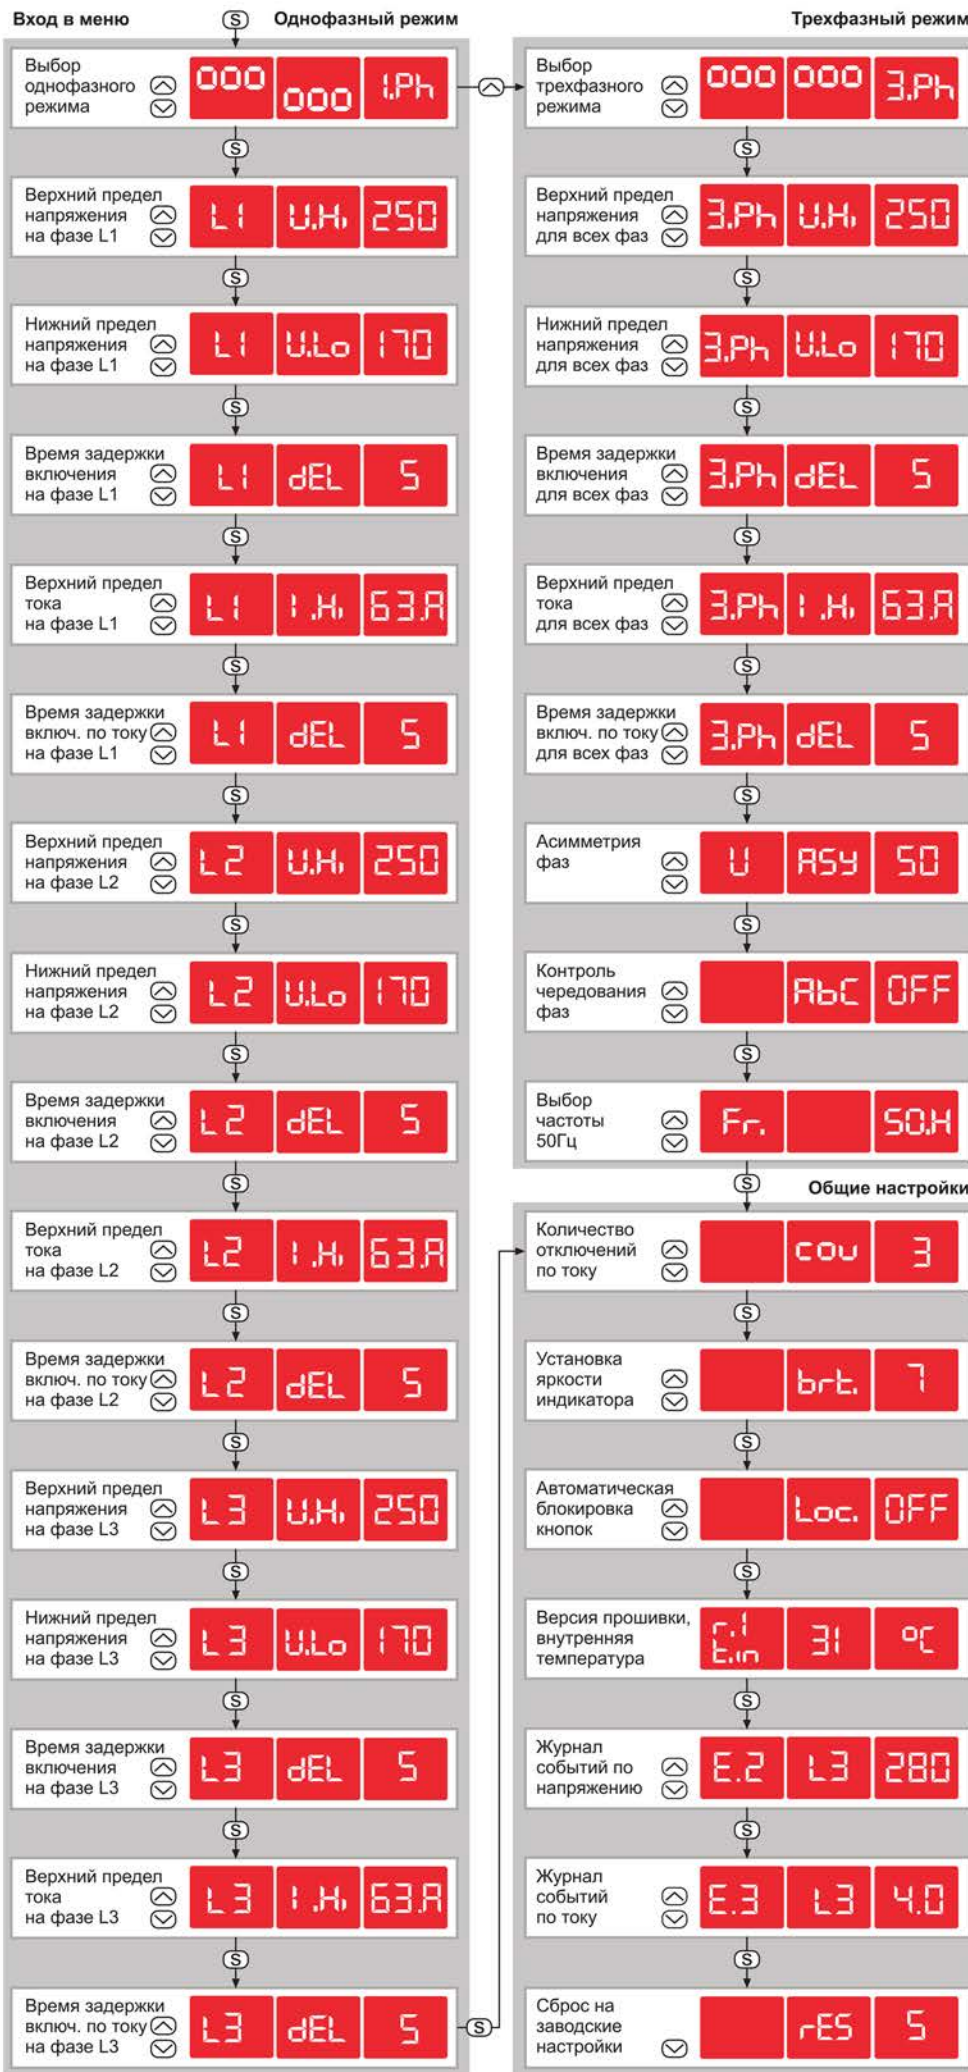 Вход в меню
S
Однофазный режим
Выбор
однофазного
режима
000 000 1.Ph
S
Верхний предел
напряжения
на фазе L1
L1 U.Hi 250
S
Нижний предел
напряжения
на фазе L1
L1 U.Lo 170
S
Время задержки
включения
на фазе L1
L1 dEL 5
S
Верхний предел
тока
на фазе L1
L1 I.Hi 63.A
S
Время задержки
включ. по току
на фазе L1
L1 dEL 5
S
Верхний предел
напряжения
на фазе L2
L2 U.Hi 250
S
Нижний предел
напряжения
на фазе L2
L2 U.Lo 170
S
Время задержки
включения
на фазе L2
L2 dEL 5
S
Верхний предел
тока
на фазе L2
L2 I.Hi 63.A
S
Время задержки
включ. по току
на фазе L2
L2 dEL 5
S
Верхний предел
напряжения
на фазе L3
L3 U.Hi 250
S
Нижний предел
напряжения
на фазе L3
L3 U.Lo 170
S
Время задержки
включения
на фазе L3
L3 dEL 5
S
Верхний предел
тока
на фазе L3
L3 I.Hi 63.A
S
Время задержки
включ. по току
на фазе L3
L3 dEL 5
S
Трехфазный режим
Выбор
трехфазного
режима
000 000 3.Ph
S
Верхний предел
напряжения
для всех фаз
3.Ph U.Hi 250
S
Нижний предел
напряжения
для всех фаз
3.Ph U.Lo 170
S
Время задержки
включения
для всех фаз
3.Ph dEL 5
S
Верхний предел
тока
для всех фаз
3.Ph I.Hi 63.A
S
Время задержки
включ. по току
для всех фаз
3.Ph dEL 5
S
Асимметрия
фаз
U ASy 50
S
Контроль
чередования
фаз
AbC OFF
S
Выбор
частоты
50Гц
Fr. 50.H
S
Общие настройки
Количество
отключений
по току
cou 3
S
Установка
яркости
индикатора
brt. 7
S
Автоматическая
блокировка
кнопок
Loc. OFF
S
Версия прошивки,
внутренняя
температура
r.1
t.in 31 °C
S
Журнал
событий по
напряжению
E.2 L3 280
S
Журнал
событий
по току
E.3 L3 4.0
S
Сброс на
заводские
настройки
rES 5